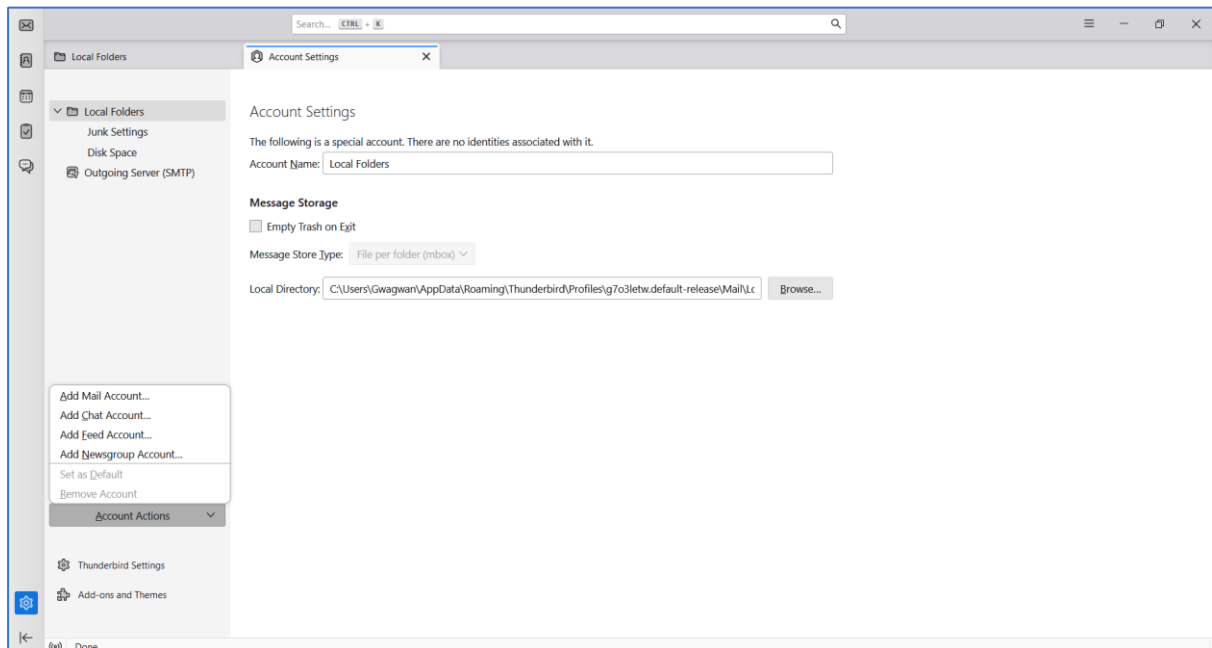 Search... CTRL + K
Local Folders
Account Settings
Local Folders
Junk Settings
Disk Space
Outgoing Server (SMTP)
Account Settings
The following is a special account. There are no identities associated with it.
Account Name: Local Folders
Message Storage
Empty Trash on Exit
Message Store Type: File per folder (mbox)
Local Directory: C:\Users\Gwagwan\AppData\Roaming\Thunderbird\Profiles\g7o3letw.default-release\Mail\Lc Browse...
Add Mail Account...
Add Chat Account...
Add Feed Account...
Add Newsgroup Account...
Set as Default
Remove Account
Account Actions
Thunderbird Settings
Add-ons and Themes
Done